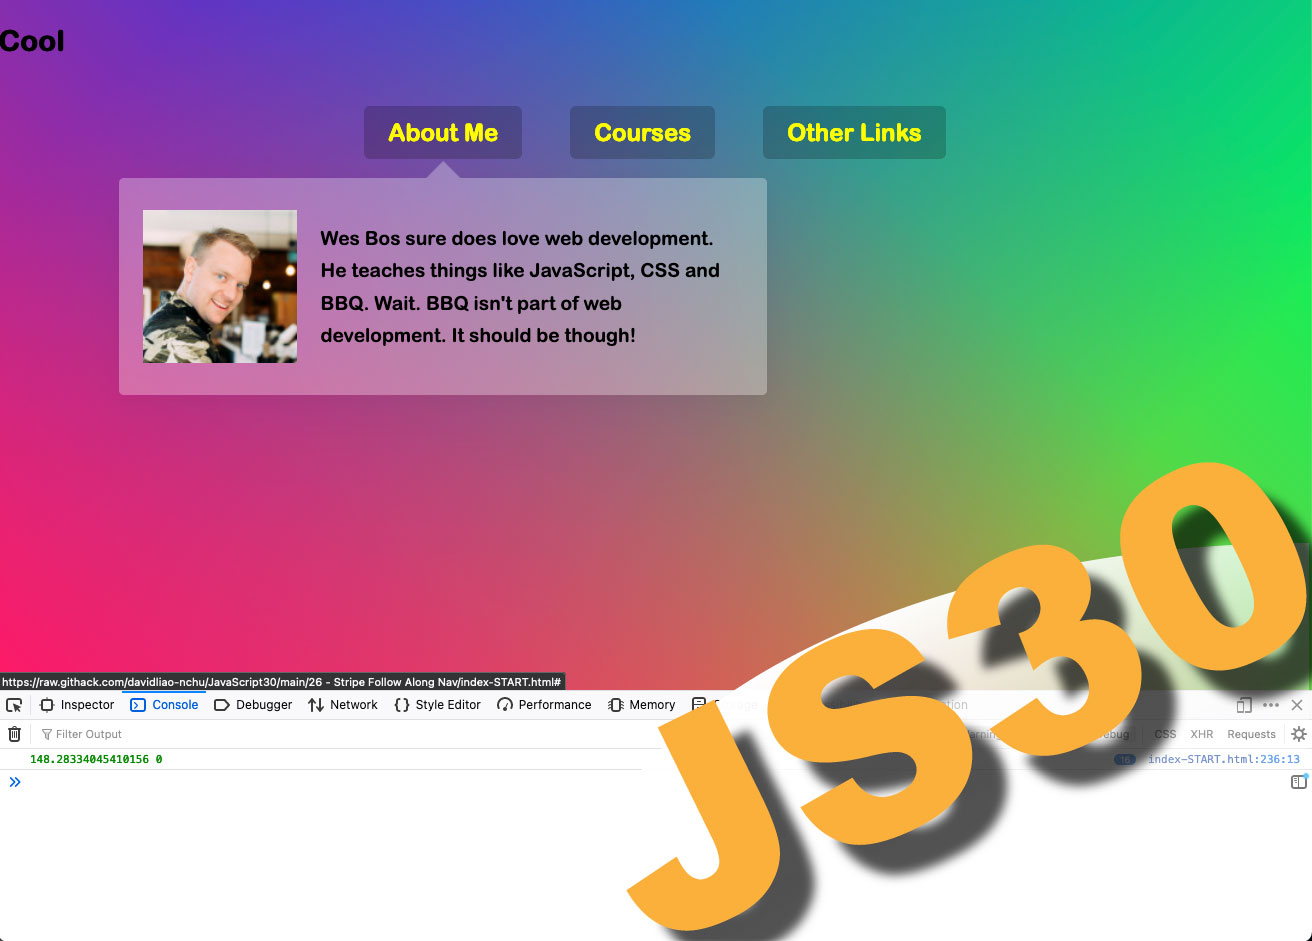 Cool
About Me
Courses
Other Links
Wes Bos sure does love web development.
He teaches things like JavaScript, CSS and
BBQ. Wait. BBQ isn't part of web
development. It should be though!
https://raw.githack.com/davidliao-nchu/JavaScript30/main/26 - Stripe Follow Along Nav/index-START.html#
Inspector Console Debugger Network Style Editor Performance Memory
Filter Output CSS XHR Requests
148.28334045410156 0 16 index-START.html:236:13
JS30